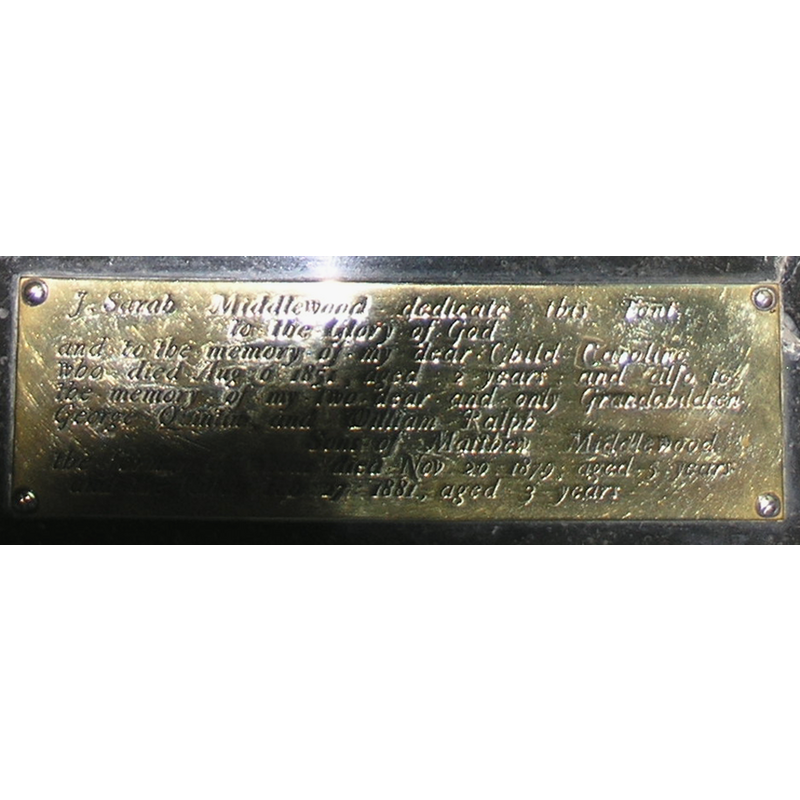 I. Sarah Middlewood dedicate this font
to the Glory of God
and to the memory of my dear Child Caroline
who died Aug 6 1851, aged 2 years and also to
the memory of my two dear and only Grandchildren
George and William Ralph
Sons of Matthew Middlewood
the died Nov 20 1879, aged 5 years
1881, aged 3 years